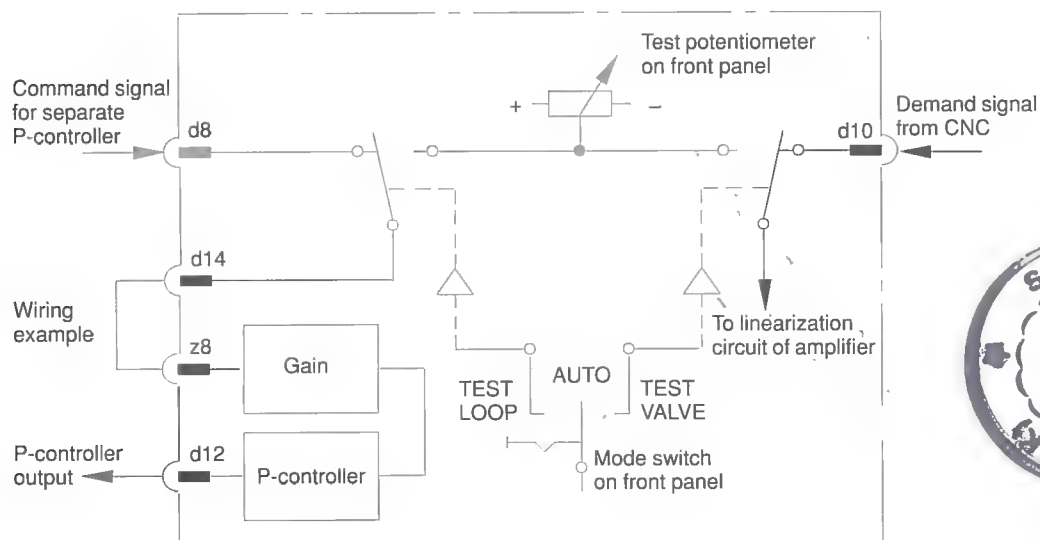 Test potentiometer
on front panel
Command signal
for separate
P-controller
d8
+
–
Demand signal
from CNC
d10
d14
Wiring
example
z8
Gain
To linearization
circuit of amplifier
TEST
LOOP
AUTO
TEST
VALVE
P-controller
output
d12
P-controller
Mode switch
on front panel